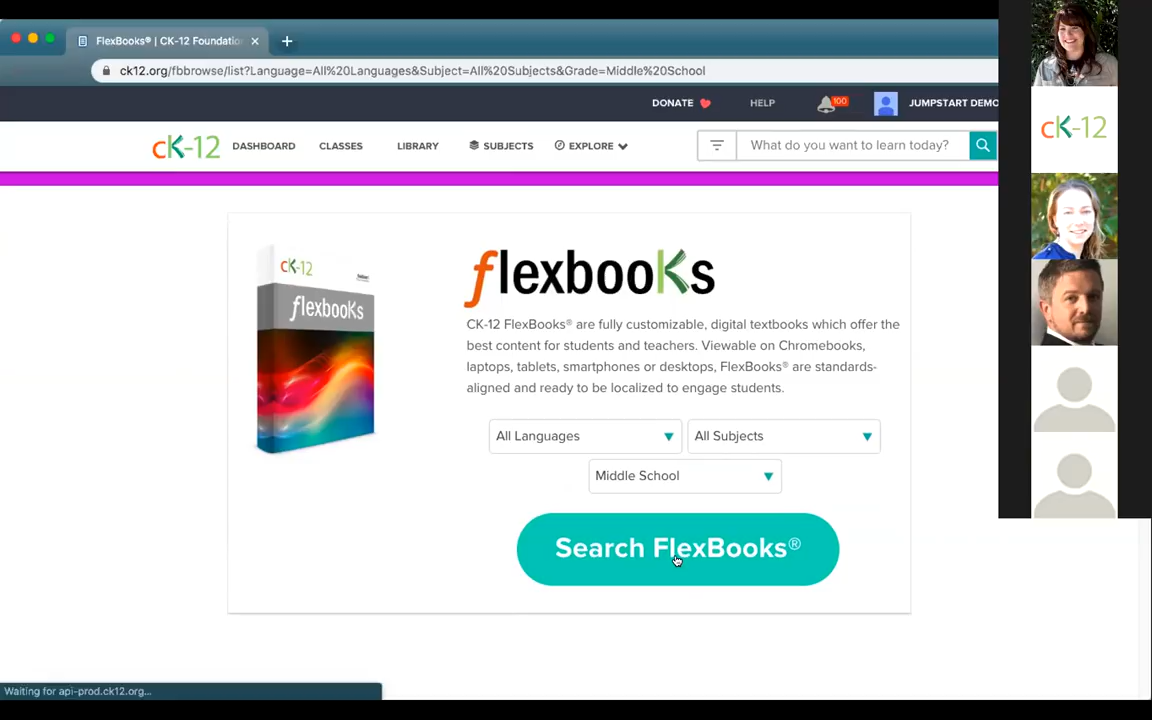 FlexBooks® | CK-12 Foundation
ck12.org/fbbrowse/list?Language=All%20Languages&Subject=All%20Subjects&Grade=Middle%20School
DONATE HELP 100 JUMPSTART DEMO
cK-12 DASHBOARD CLASSES LIBRARY SUBJECTS EXPLORE What do you want to learn today?
cK-12
cK-12
flexbooks
flexbooks
CK-12 FlexBooks® are fully customizable, digital textbooks which offer the
best content for students and teachers. Viewable on Chromebooks,
laptops, tablets, smartphones or desktops, FlexBooks® are standards-
aligned and ready to be localized to engage students.
All Languages All Subjects
Middle School
Search FlexBooks®
Waiting for api-prod.ck12.org...